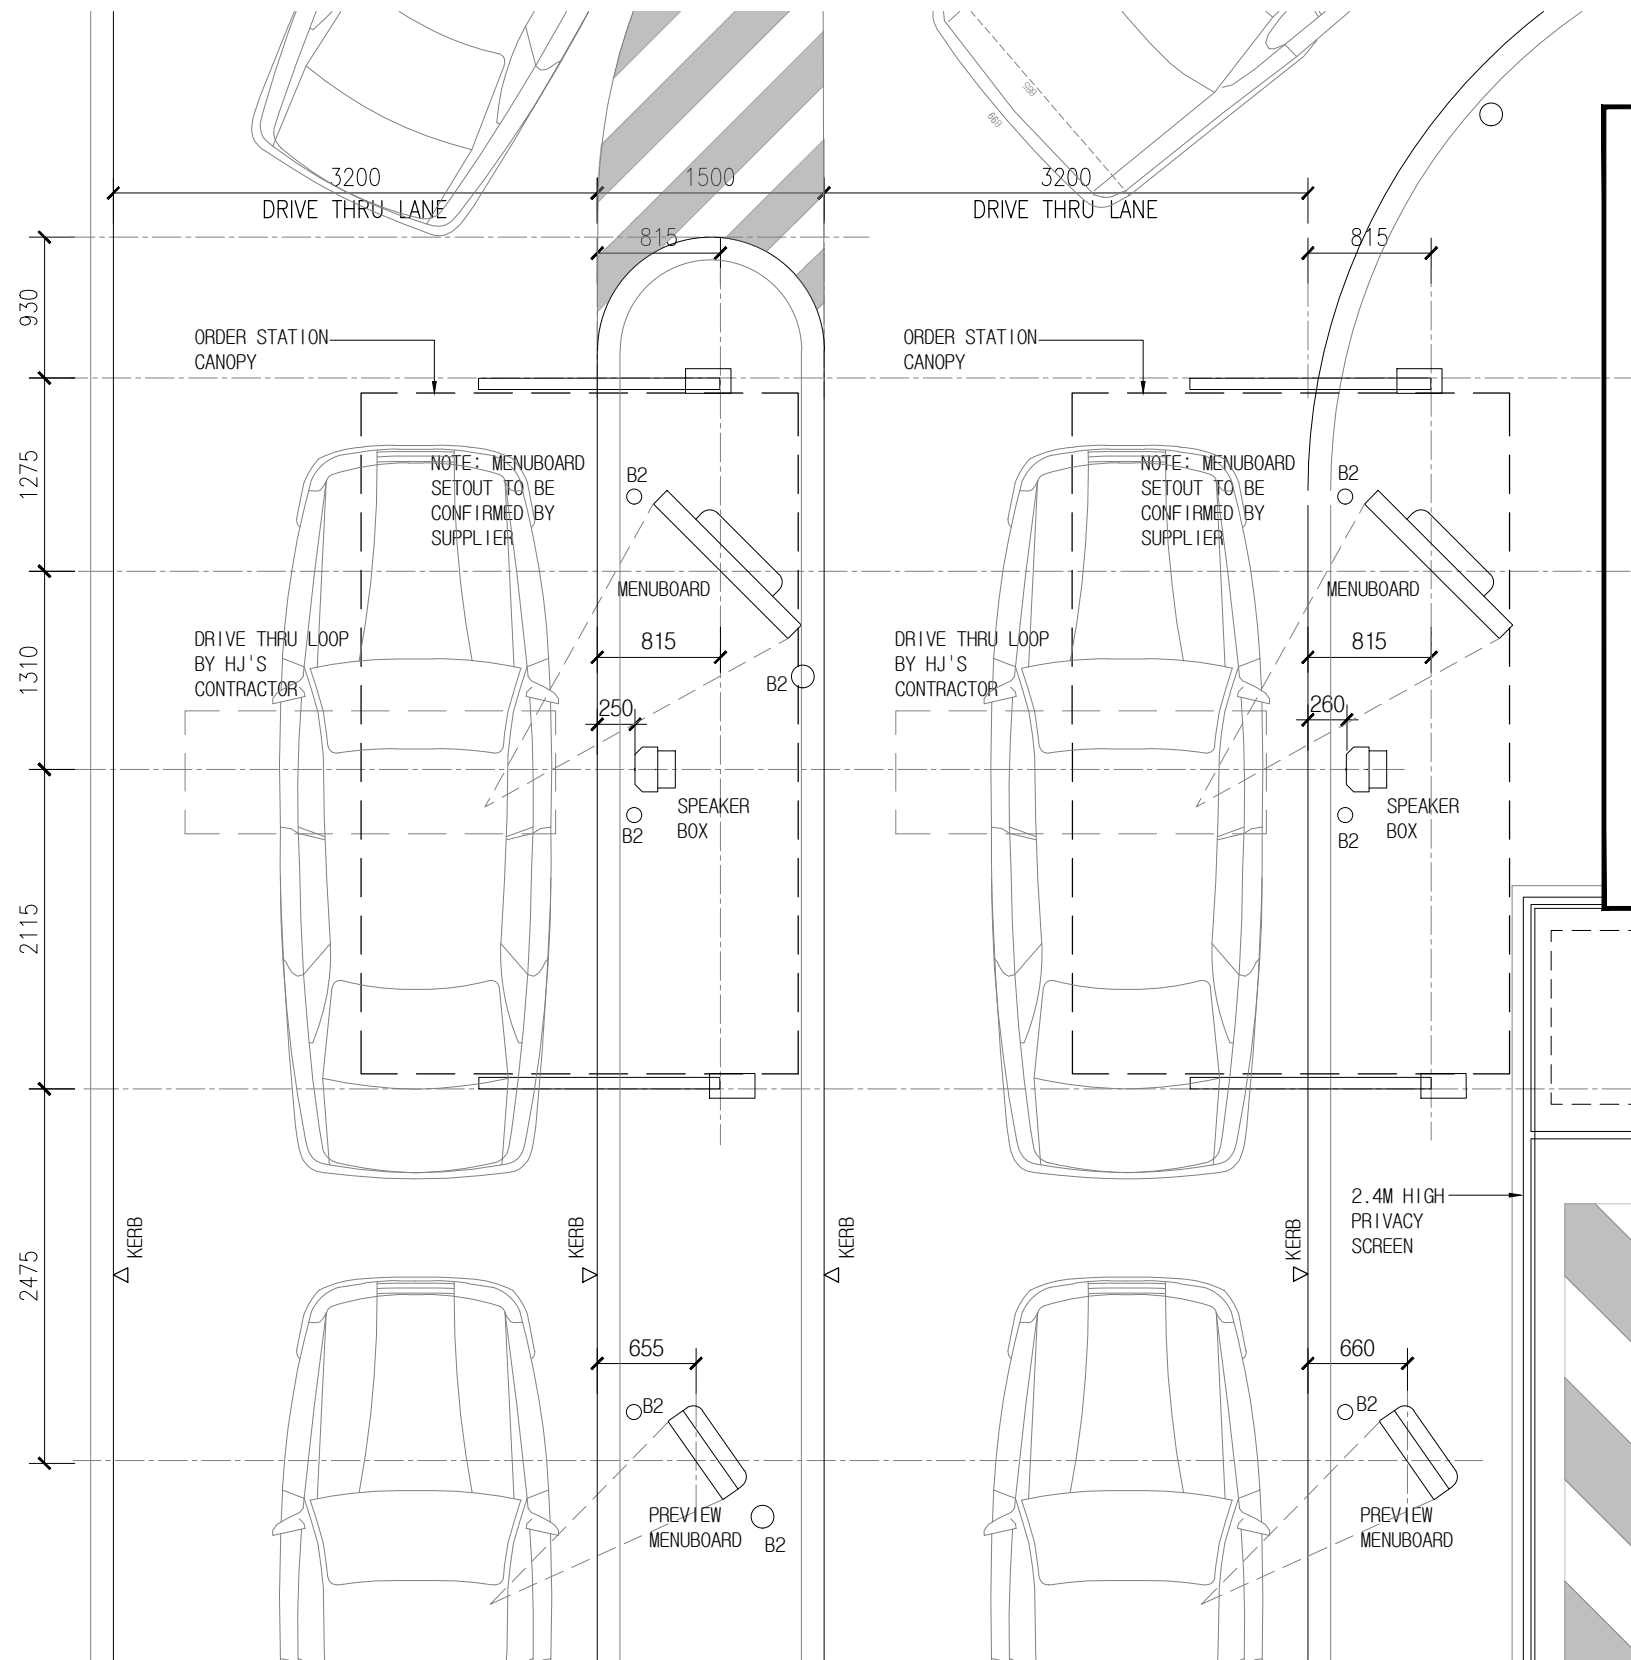 B85
B99
3200
1500
3200
DRIVE THRU LANE
DRIVE THRU LANE
815
815
930
ORDER STATION
CANOPY
ORDER STATION
CANOPY
1275
NOTE: MENUBOARD
SETOUT TO BE
CONFIRMED BY
SUPPLIER
B2
NOTE: MENUBOARD
SETOUT TO BE
CONFIRMED BY
SUPPLIER
B2
MENUBOARD
MENUBOARD
1310
DRIVE THRU LOOP
BY HJ'S
CONTRACTOR
815
B2
DRIVE THRU LOOP
BY HJ'S
CONTRACTOR
815
250
260
SPEAKER
BOX
B2
SPEAKER
BOX
B2
2115
2.4M HIGH
PRIVACY
SCREEN
KERB
KERB
KERB
KERB
2475
655
660
B2
B2
PREVIEW
MENUBOARD
B2
PREVIEW
MENUBOARD